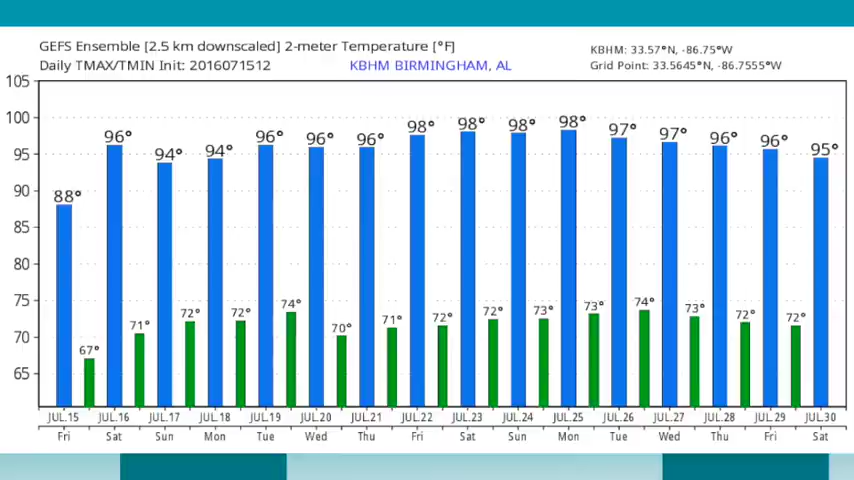 GEFS Ensemble [2.5 km downscaled] 2-meter Temperature [°F]
KBHM: 33.57°N, -86.75°W
Daily TMAX/TMIN Init: 2016071512 KBHM BIRMINGHAM, AL
Grid Point: 33.5645°N, -86.7555°W
105
100
95
90
85
80
75
70
65
88° 96° 94° 94° 96° 96° 96° 98° 98° 98° 98° 97° 97° 96° 96° 95°
67° 71° 72° 72° 74° 70° 71° 72° 72° 73° 73° 74° 73° 72° 72°
JUL.15 JUL.16 JUL.17 JUL.18 JUL.19 JUL.20 JUL.21 JUL.22 JUL.23 JUL.24 JUL.25 JUL.26 JUL.27 JUL.28 JUL.29 JUL.30
Fri Sat Sun Mon Tue Wed Thu Fri Sat Sun Mon Tue Wed Thu Fri Sat